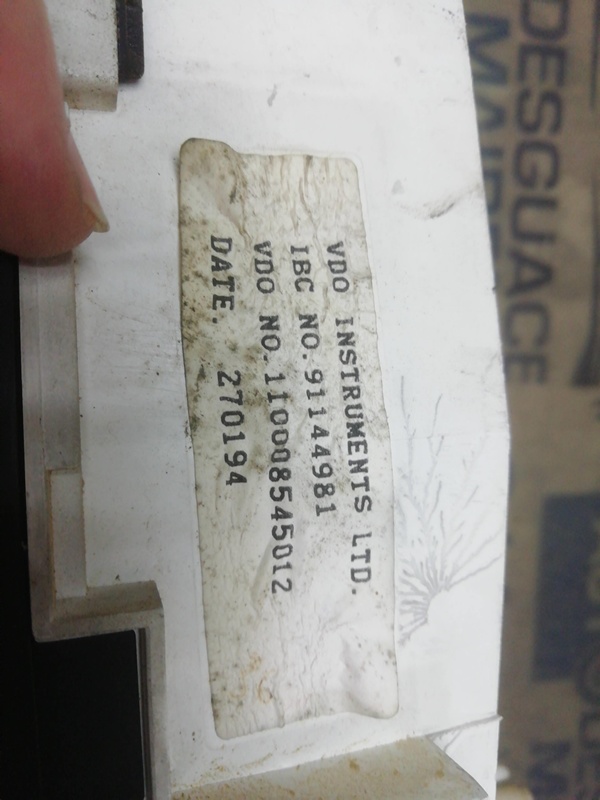 VDO INSTRUMENTS LTD.
IBC NO. 91144981
VDO NO. 110008545012
DATE. 270194
DESGUACE